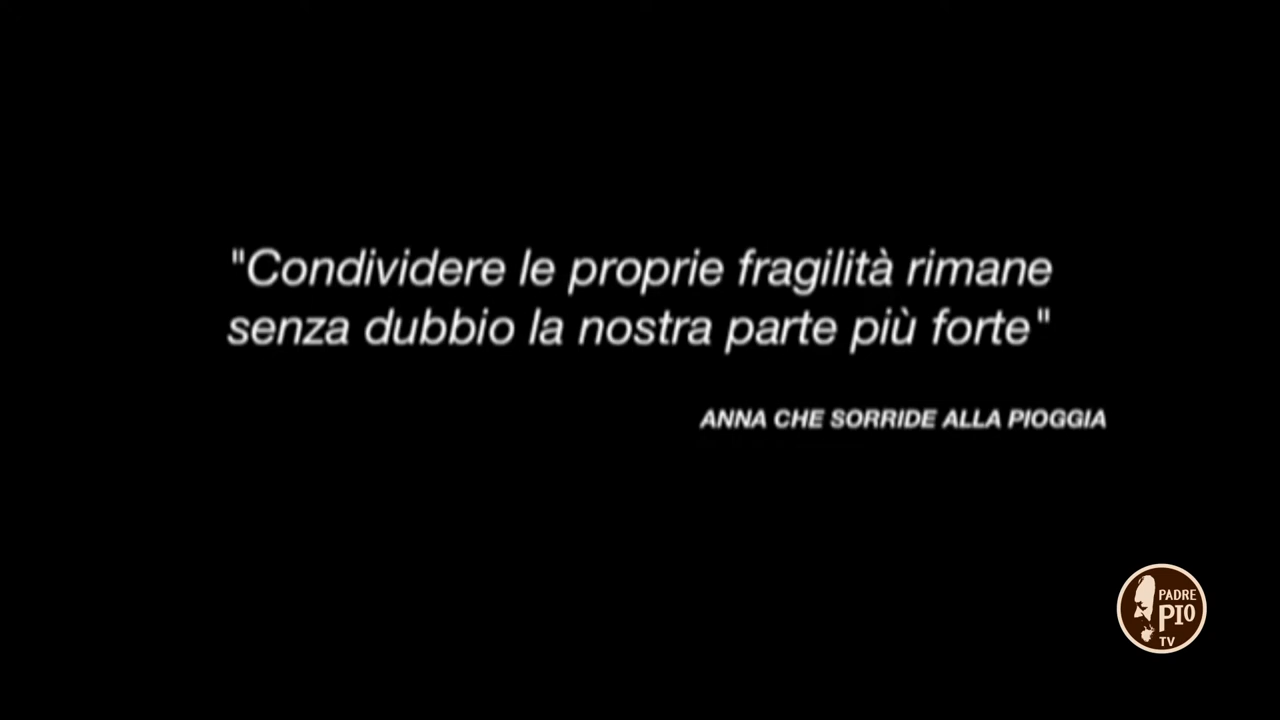 "Condividere le proprie fragilità rimane
senza dubbio la nostra parte più forte"
ANNA CHE SORRIDE ALLA PIOGGIA
PADRE
PIO
TV